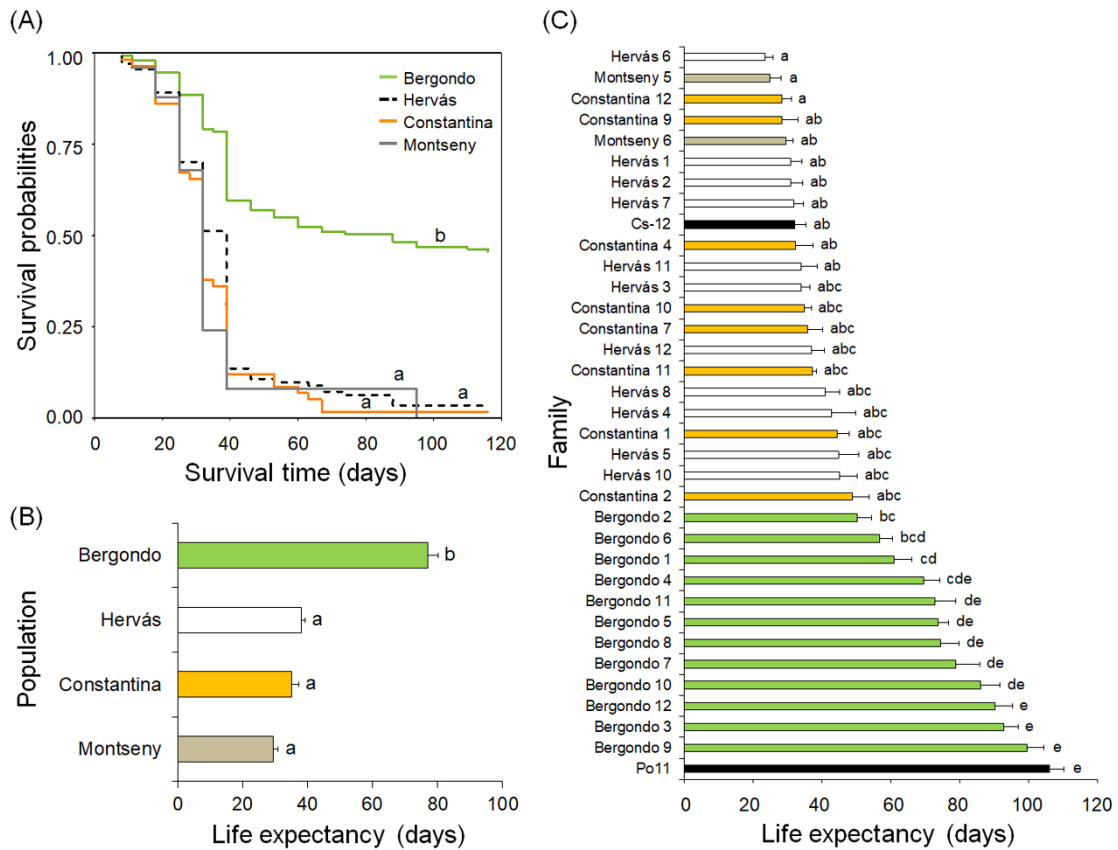 (A)
Survival probabilities
1.00
0.75
0.50
0.25
0.00
Bergondo
Hervás
Constantina
Montseny
b
a
a
a
0 20 40 60 80 100 120
Survival time (days)
(B)
Population
Bergondo b
Hervás a
Constantina a
Montseny a
0 20 40 60 80 100
Life expectancy (days)
(C)
Family
Hervás 6 a
Montseny 5 a
Constantina 12 a
Constantina 9 ab
Montseny 6 ab
Hervás 1 ab
Hervás 2 ab
Hervás 7 ab
Cs-12 ab
Constantina 4 ab
Hervás 11 ab
Hervás 3 abc
Constantina 10 abc
Constantina 7 abc
Hervás 12 abc
Constantina 11 abc
Hervás 8 abc
Hervás 4 abc
Constantina 1 abc
Hervás 5 abc
Hervás 10 abc
Constantina 2 abc
Bergondo 2 bc
Bergondo 6 bcd
Bergondo 1 cd
Bergondo 4 cde
Bergondo 11 de
Bergondo 5 de
Bergondo 8 de
Bergondo 7 de
Bergondo 10 de
Bergondo 12 e
Bergondo 3 e
Bergondo 9 e
Po11 e
0 20 40 60 80 100 120
Life expectancy (days)